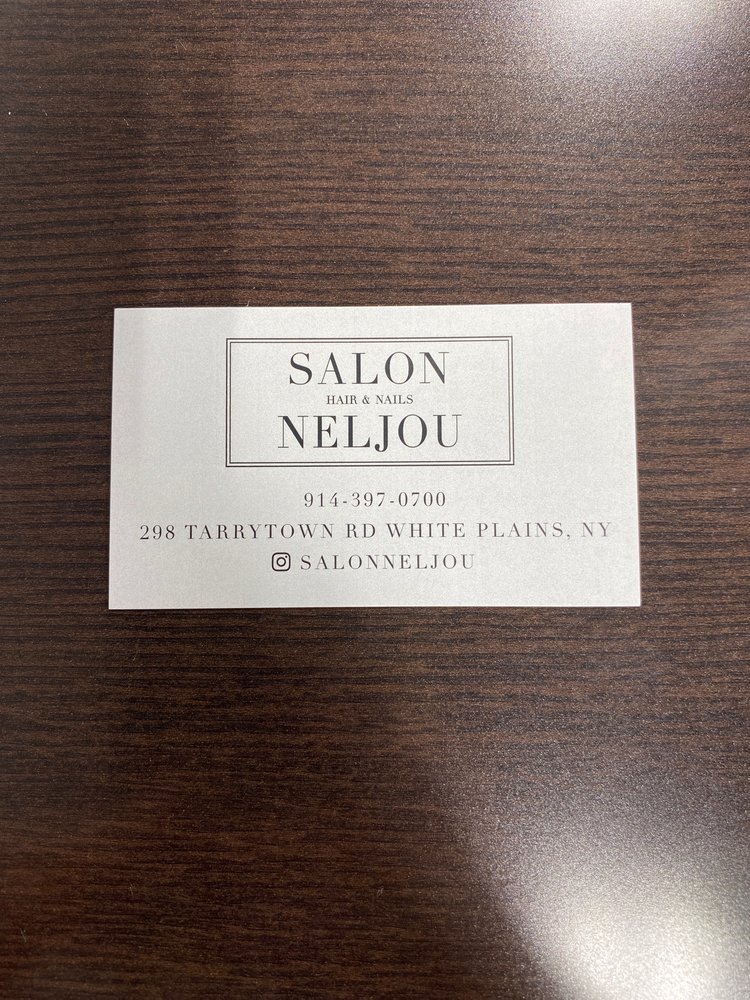 SALON
HAIR & NAILS
NELJOU
914-397-0700
298 TARRYTOWN RD WHITE PLAINS, NY
SALONNELJOU